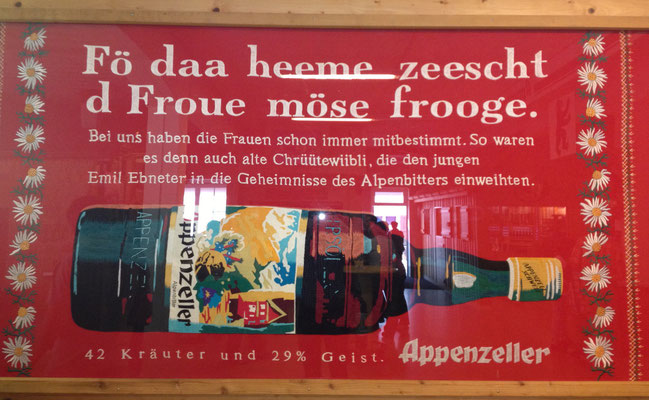 Fö daa heeme zeescht
d Froue möse frooge.
Bei uns haben die Frauen schon immer mitbestimmt. So waren
es denn auch alte Chrüütewiibli, die den jungen
Emil Ebneter in die Geheimnisse des Alpenbitters einweihten.
APPENZE
Appenzeller
42 Kräuter und 29% Geist. Appenzeller